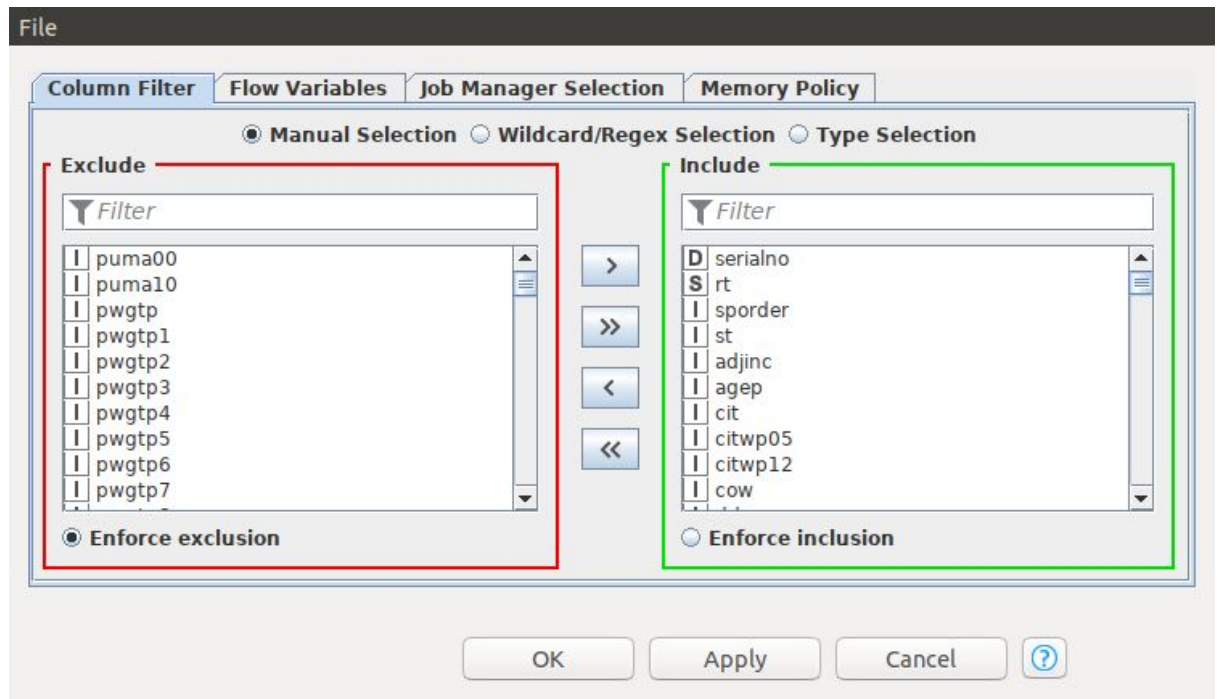 File
Column Filter Flow Variables Job Manager Selection Memory Policy
Manual Selection Wildcard/Regex Selection Type Selection
Exclude
Filter
I puma00
I puma10
I pwgtp
I pwgtp1
I pwgtp2
I pwgtp3
I pwgtp4
I pwgtp5
I pwgtp6
I pwgtp7
Enforce exclusion
>
>>
<
<<
Include
Filter
D serialno
S rt
I sporder
I st
I adjinc
I agep
I cit
I citwp05
I citwp12
I cow
Enforce inclusion
OK Apply Cancel ?